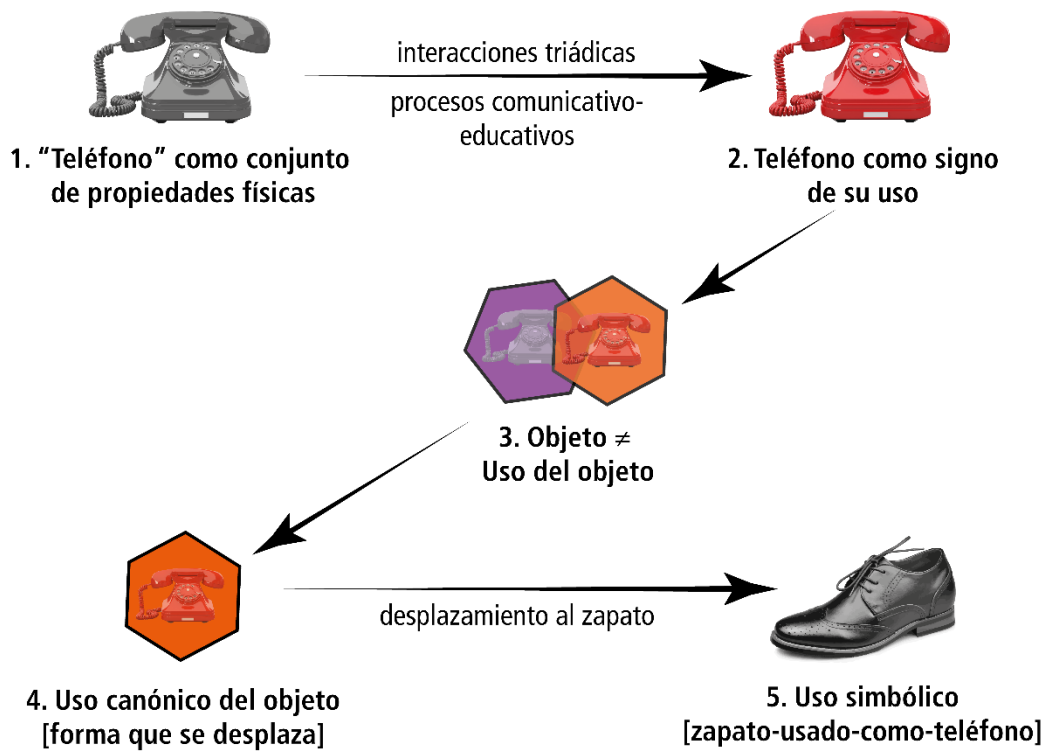 interacciones triádicas
procesos comunicativo-
educativos
1. “Teléfono” como conjunto
de propiedades físicas
2. Teléfono como signo
de su uso
3. Objeto ≠
Uso del objeto
desplazamiento al zapato
4. Uso canónico del objeto
[forma que se desplaza]
5. Uso simbólico
[zapato-usado-como-teléfono]